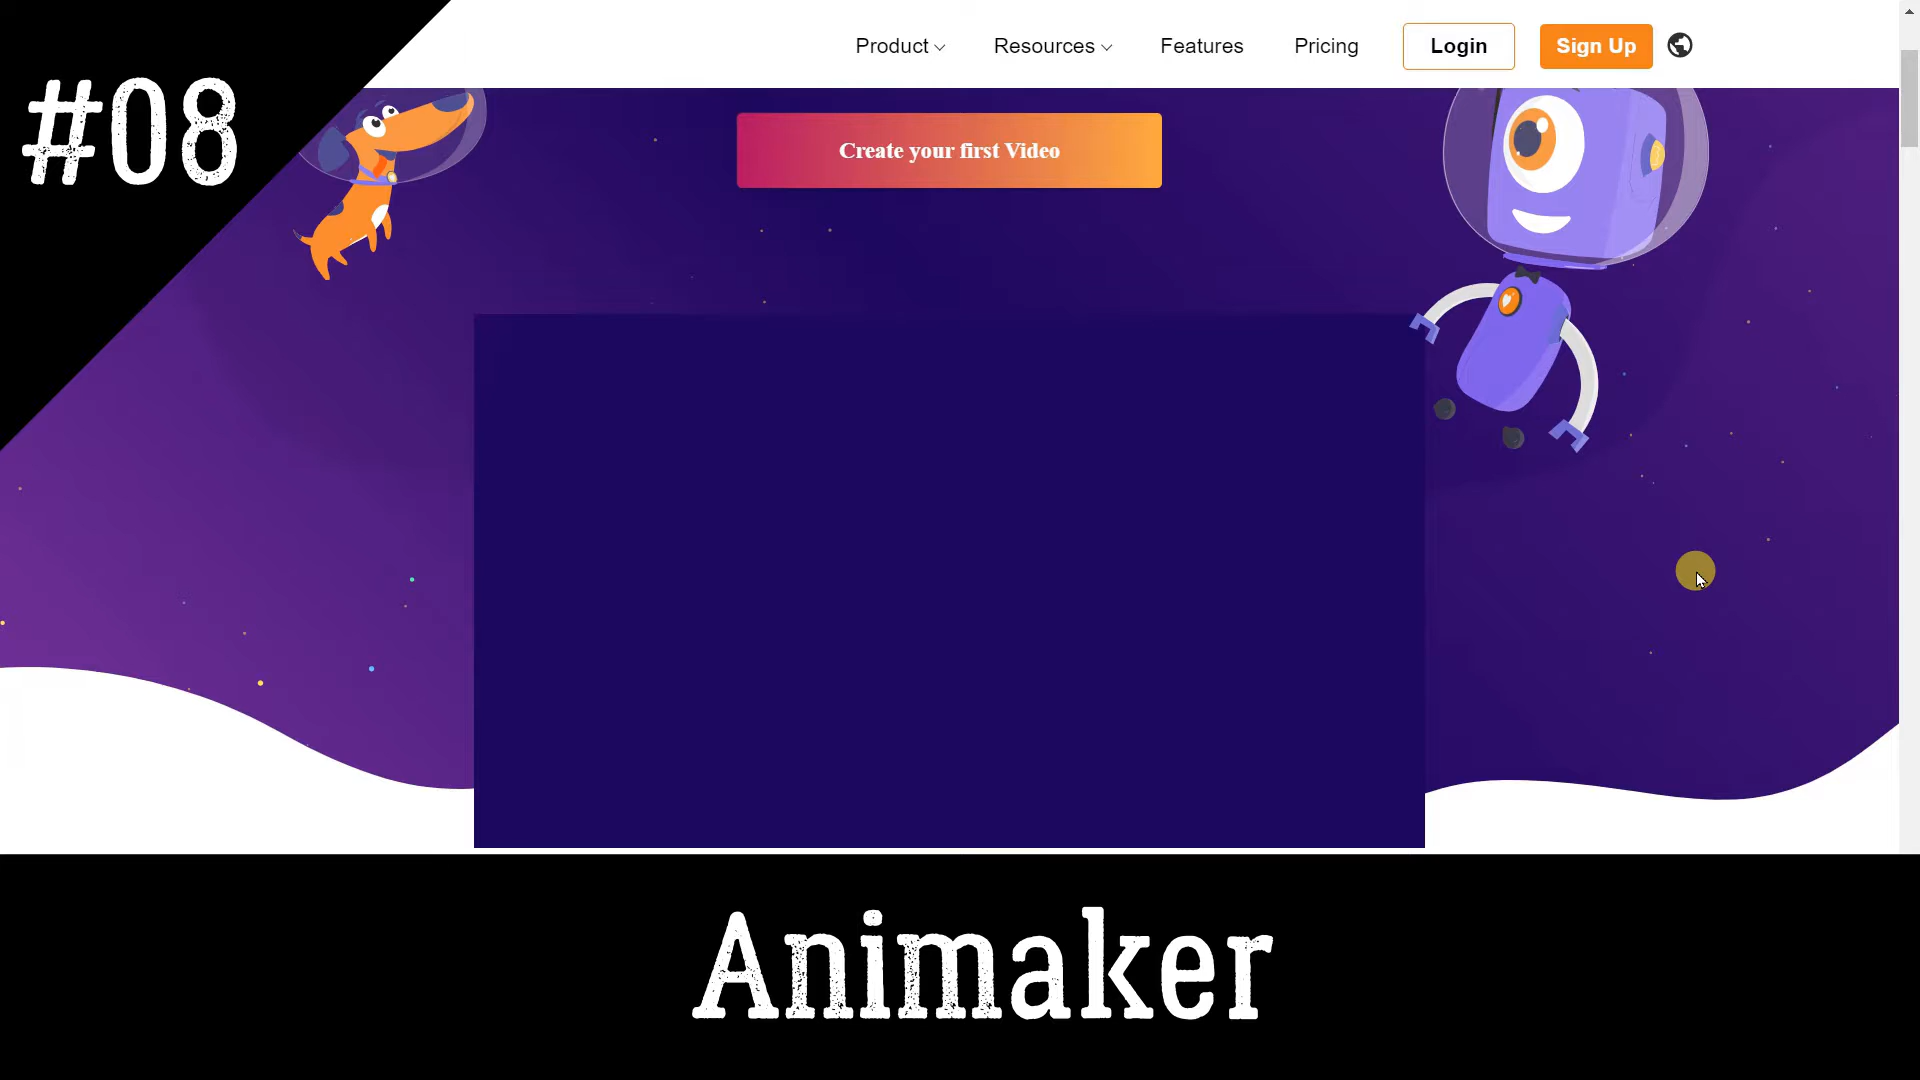 #08
Product Resources Features Pricing Login Sign Up
Create your first Video
Animaker